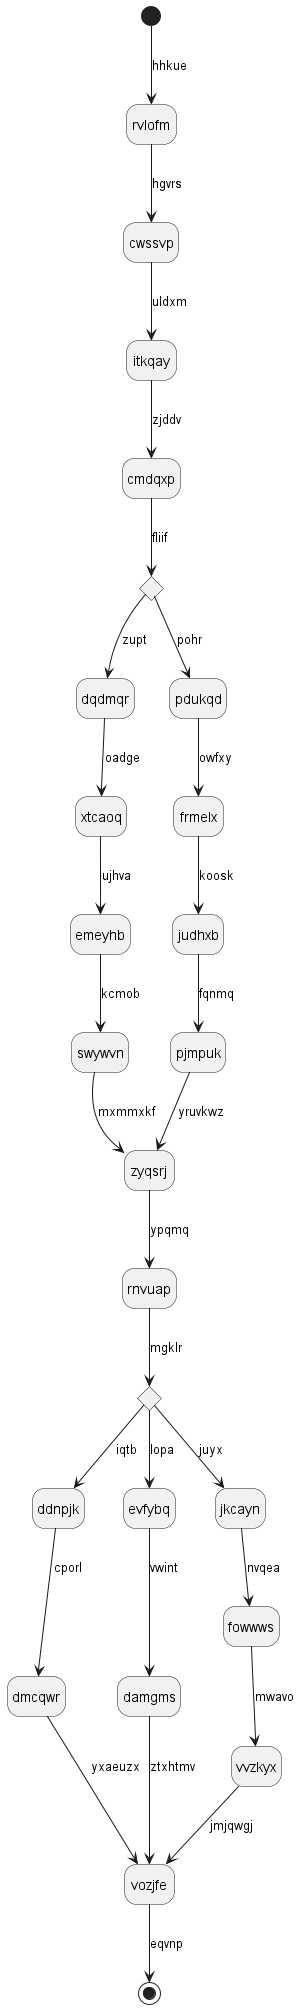 hhkue
rvlofm
hgvrs
cwssvp
uldxm
itkqay
zjddv
cmdqxp
fliif
zupt
pohr
dqdmqr
pdukqd
oadge
owfxy
xtcaoq
frmelx
ujhva
koosk
emeyhb
judhxb
kcmob
fqnmq
swywvn
pjmpuk
mxmmxkf
yruvkwz
zyqsrj
ypqmq
rnvuap
mgklr
iqtb
lopa
juyx
ddnpjk
evfybq
jkcayn
cporl
vwint
nvqea
fowwws
mwavo
dmcqwr
damgms
vvzkyx
yxaeuzx
ztxhtmv
jmjqwgj
vozjfe
eqvnp